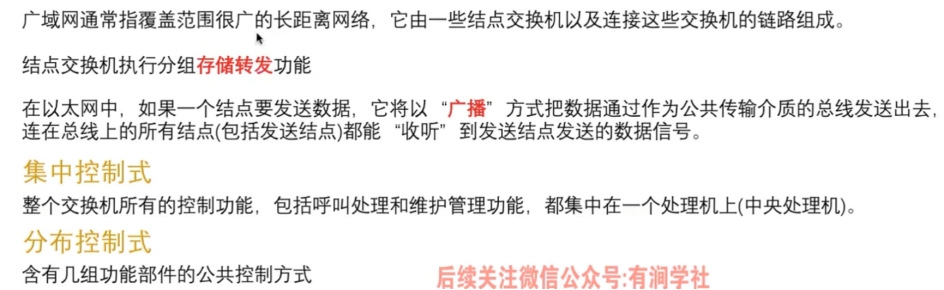 广域网通常指覆盖范围很广的长距离网络，它由一些结点交换机以及连接这些交换机的链路组成。
结点交换机执行分组存储转发功能
在以太网中，如果一个结点要发送数据，它将以“广播”方式把数据通过作为公共传输介质的总线发送出去，
连在总线上的所有结点(包括发送结点)都能“收听”到发送结点发送的数据信号。
集中控制式
整个交换机所有的控制功能，包括呼叫处理和维护管理功能，都集中在一个处理机上(中央处理机)。
分布控制式
含有几组功能部件的公共控制方式
后续关注微信公众号:有涧学社